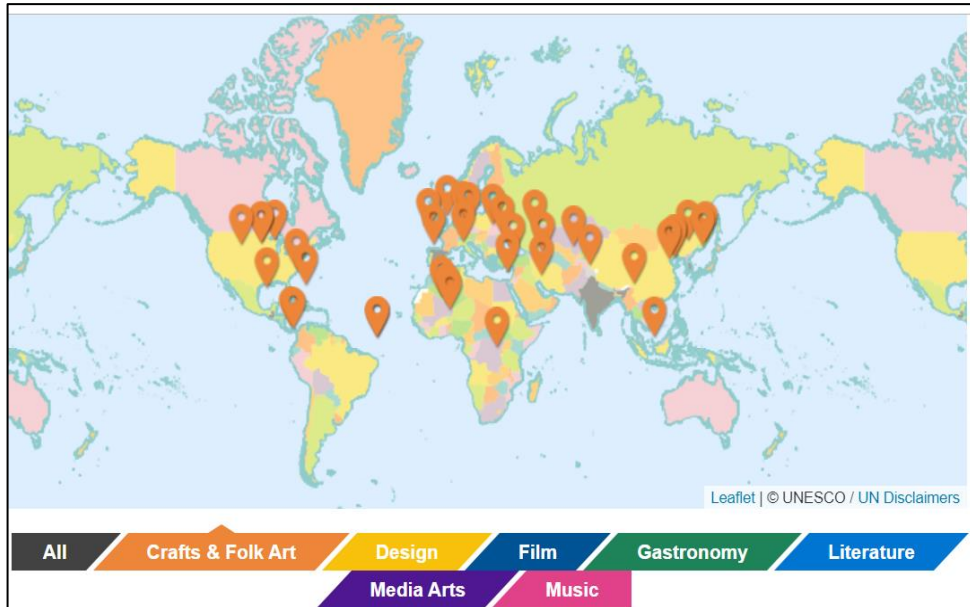 Leaflet | © UNESCO / UN Disclaimers
All Crafts & Folk Art Design Film Gastronomy Literature
Media Arts Music